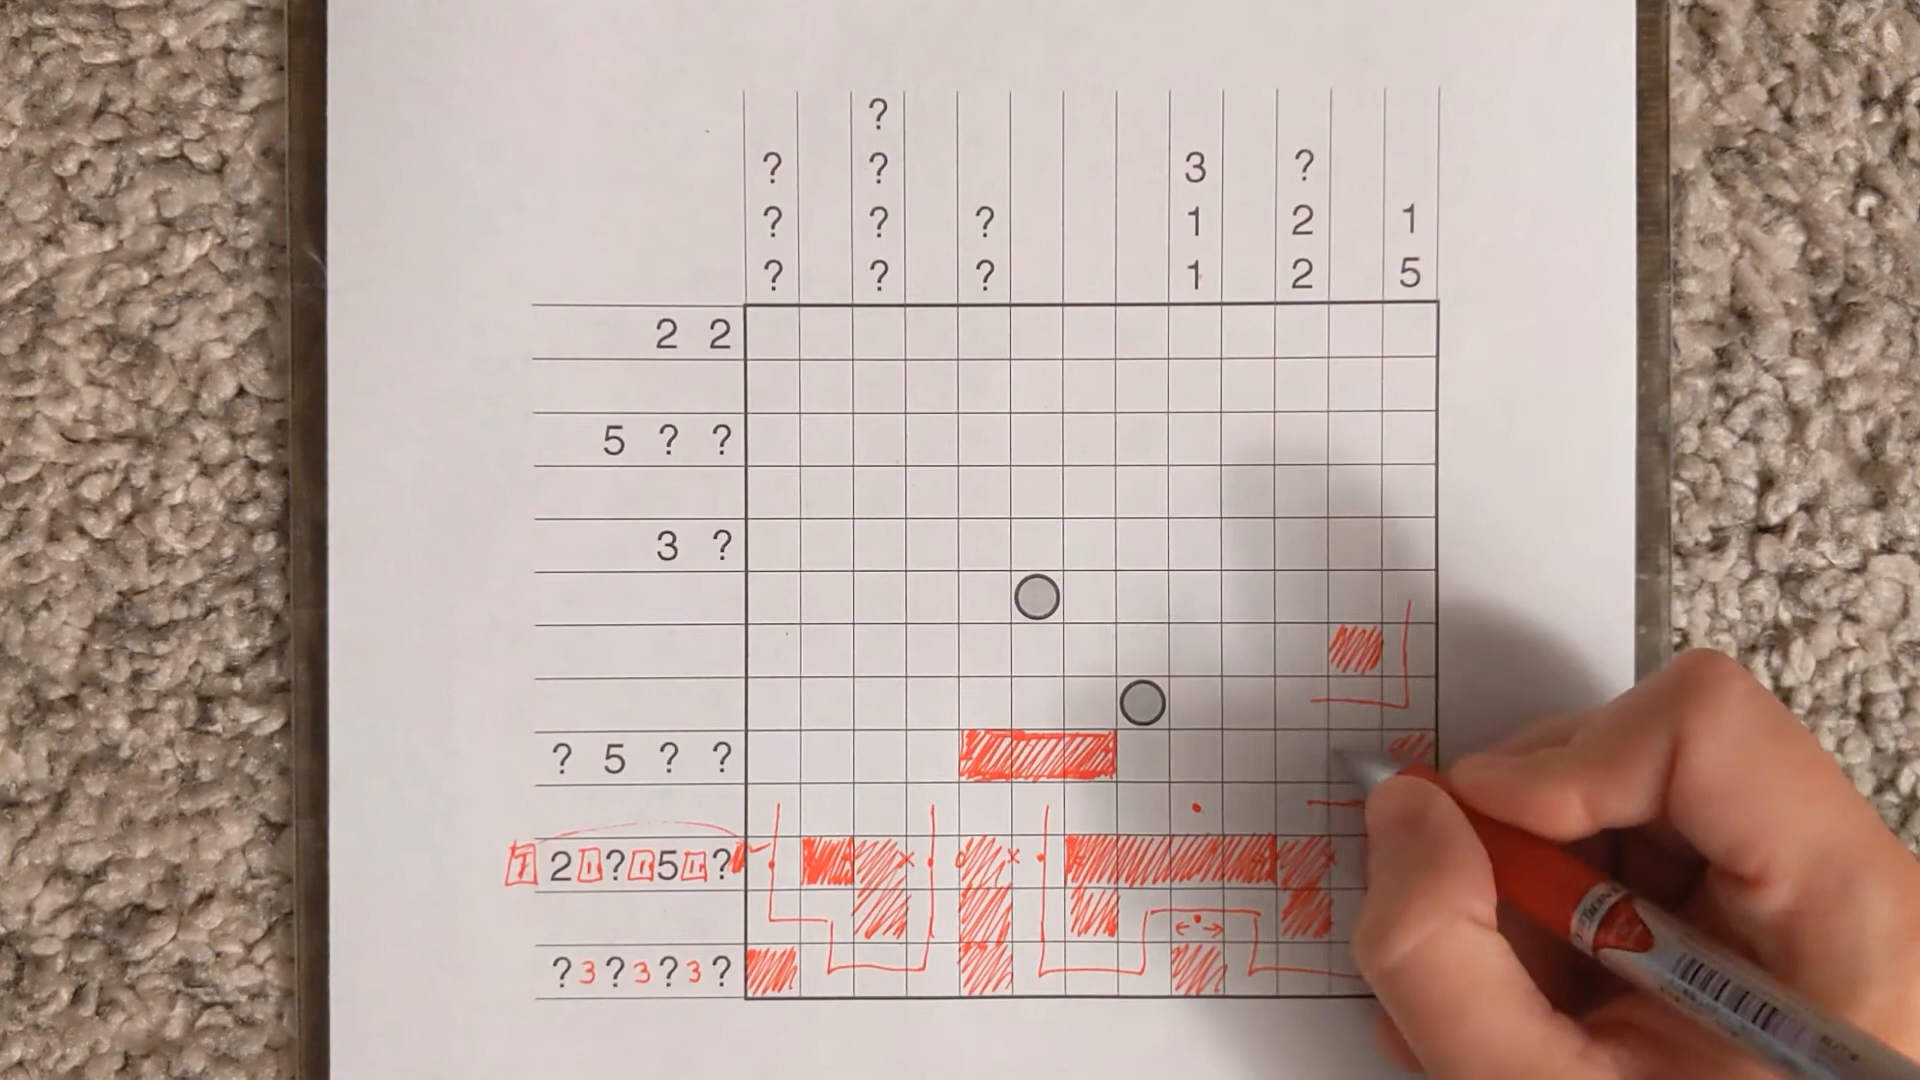 ?
? ? 3 ?
? ? ? 1 2 1
? ? ? 1 2 5
2 2
5 ? ?
3 ?
? 5 ? ?
7 2 1 ? 1 5 1 ?
? 3 ? 3 ? 3 ?